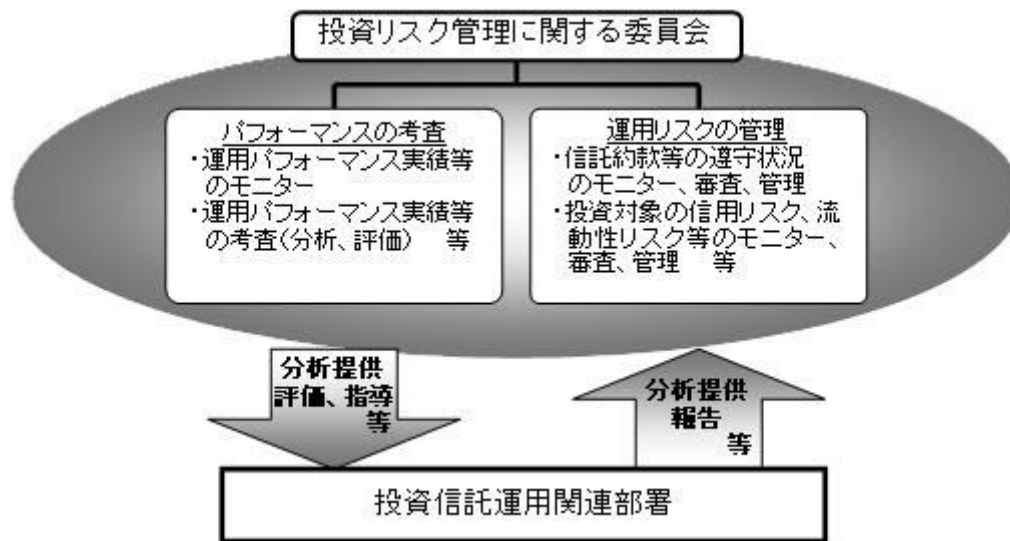 投資リスク管理に関する委員会
パフォーマンスの考査
・運用パフォーマンス実績等
のモニター
・運用パフォーマンス実績等
の考査(分析、評価) 等
運用リスクの管理
・信託約款等の遵守状況
のモニター、審査、管理
・投資対象の信用リスク、流
動性リスク等のモニター、
審査、管理 等
分析提供
評価、指導
等
分析提供
報告
等
投資信託運用関連部署